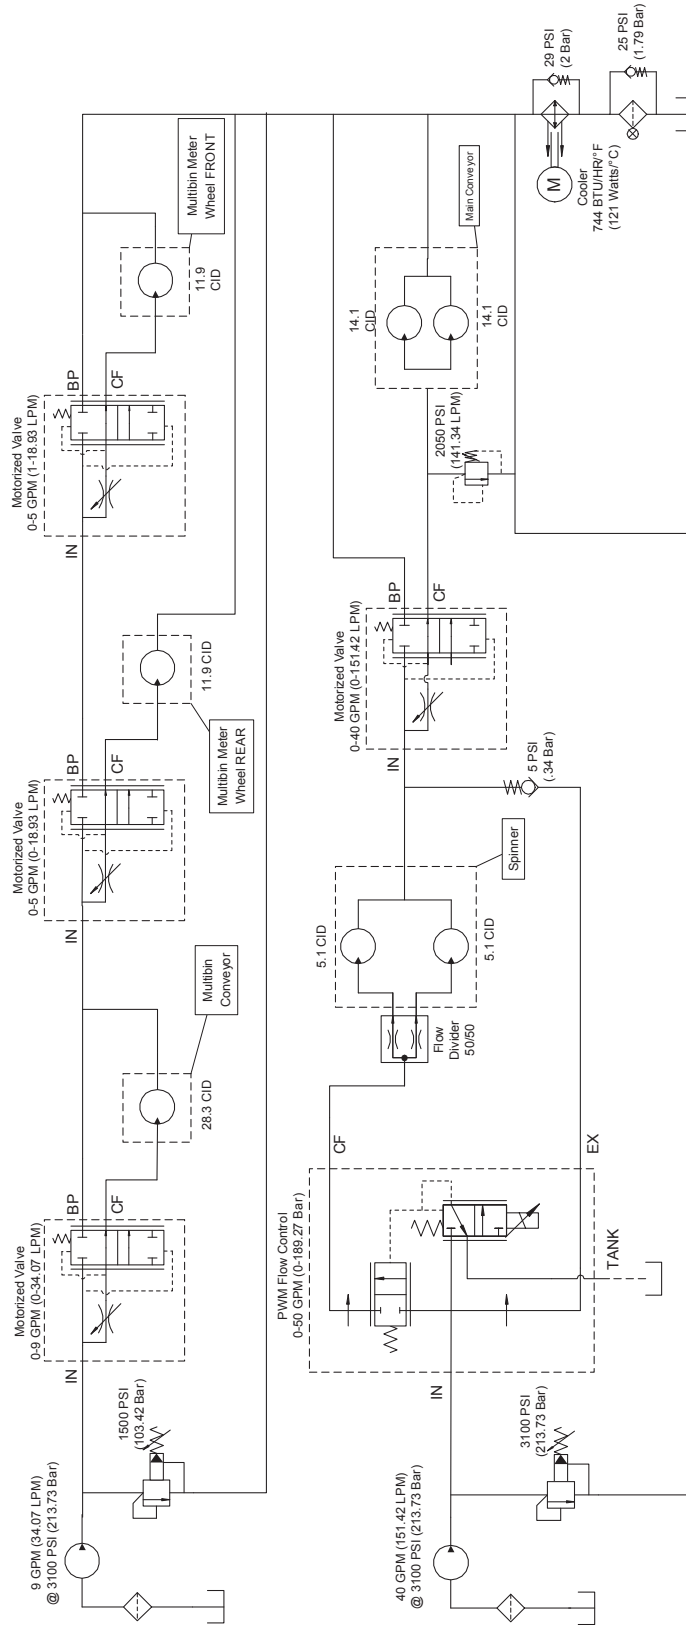 9 GPM (34.07 LPM)
@ 3100 PSI (213.73 Bar)
1500 PSI
(103.42 Bar)
IN
Motorized Valve
0-9 GPM (0-34.07 LPM)
BP
CF
28.3 CID
Multibin
Conveyor
IN
Motorized Valve
0-5 GPM (0-18.93 LPM)
BP
CF
11.9 CID
Multibin Meter
Wheel REAR
IN
Motorized Valve
0-5 GPM (1-18.93 LPM)
BP
CF
11.9
CID
Multibin Meter
Wheel FRONT
40 GPM (151.42 LPM)
@ 3100 PSI (213.73 Bar)
3100 PSI
(213.73 Bar)
IN
PWM Flow Control
0-50 GPM (0-189.27 Bar)
TANK
CF
EX
Flow
Divider
50/50
5.1 CID
5.1 CID
Spinner
5 PSI
(.34 Bar)
IN
Motorized Valve
0-40 GPM (0-151.42 LPM)
BP
CF
2050 PSI
(141.34 LPM)
14.1
CID
14.1
CID
Main Conveyor
M
Cooler
744 BTU/HR/°F
(121 Watts/°C)
29 PSI
(2 Bar)
25 PSI
(1.79 Bar)